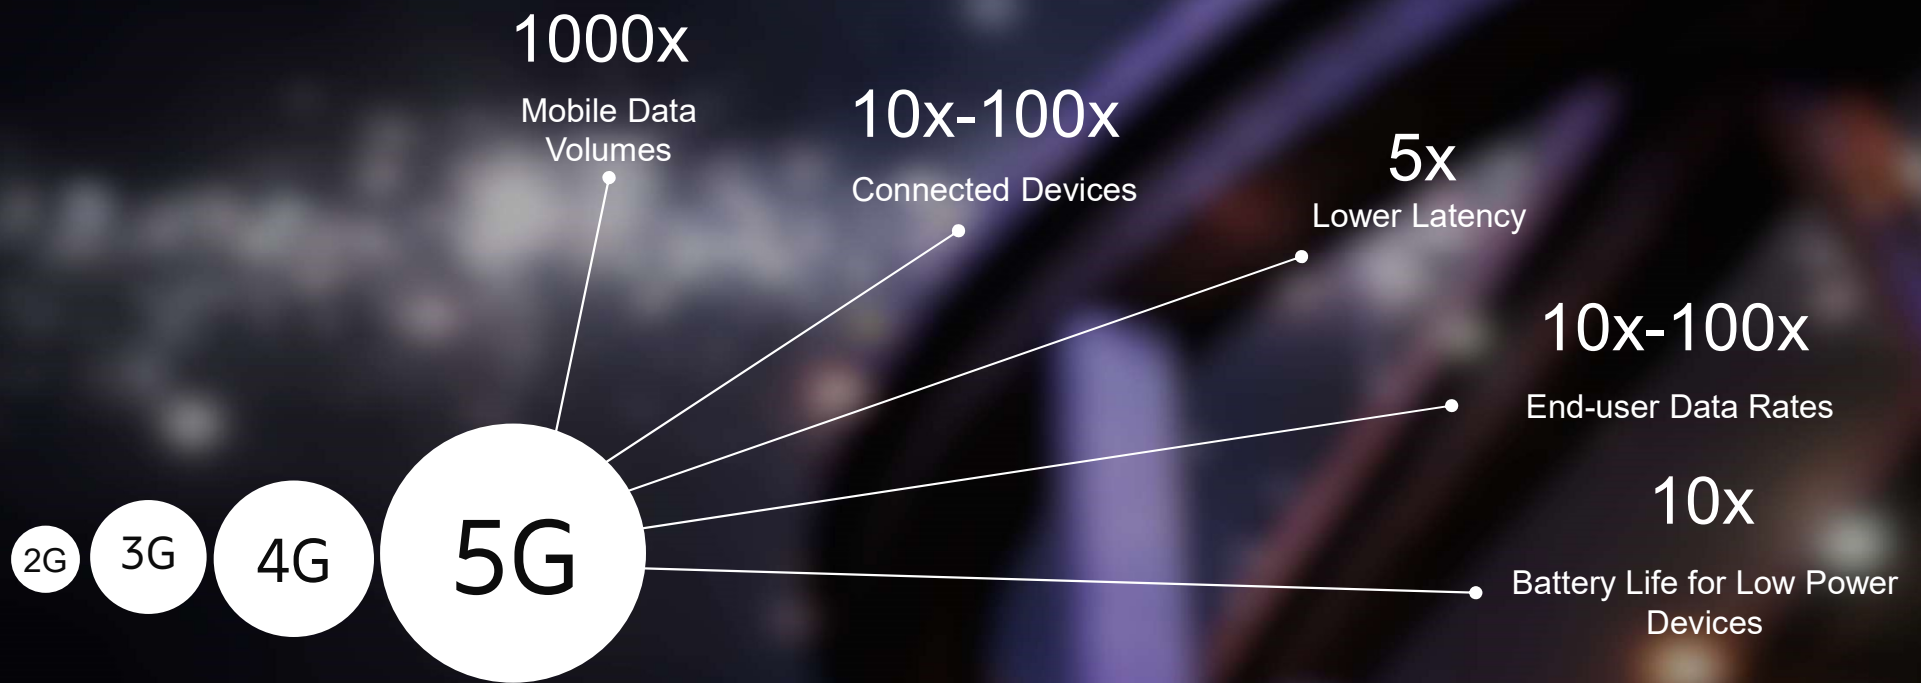 1000x
Mobile Data
Volumes
10x-100x
Connected Devices
5x
Lower Latency
10x-100x
End-user Data Rates
10x
Battery Life for Low Power
Devices
2G
3G
4G
5G